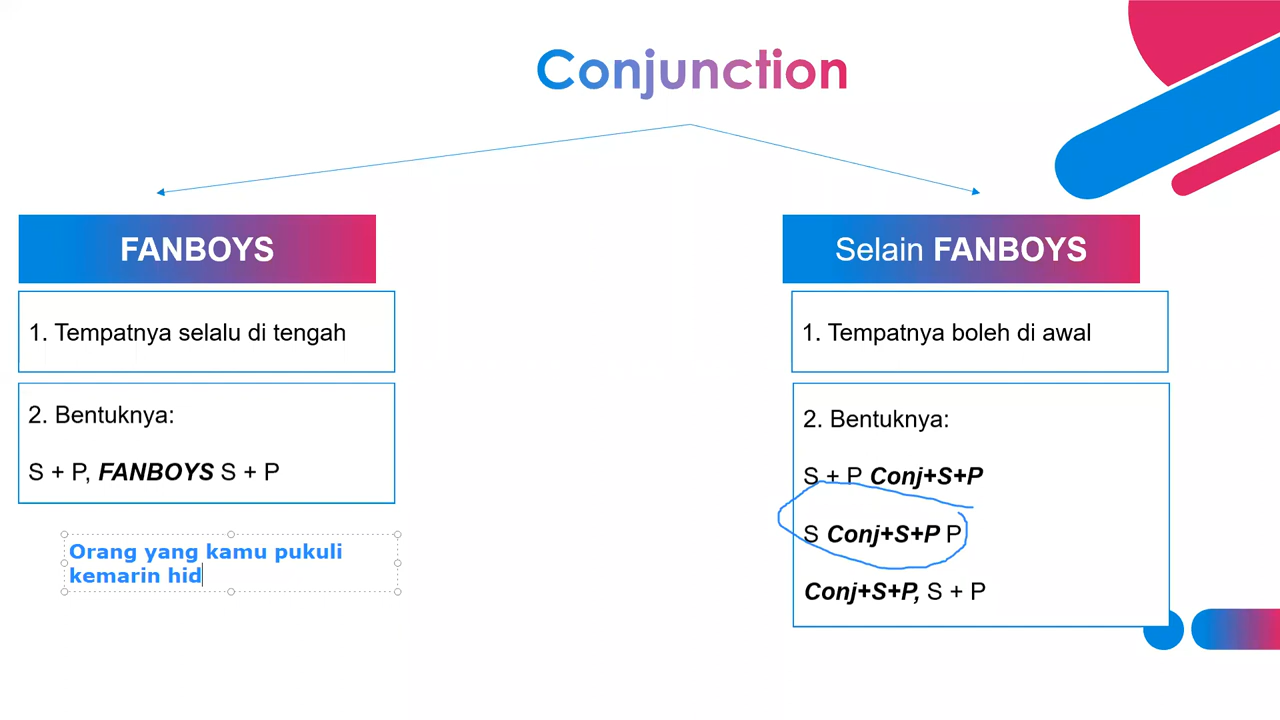 Conjunction
FANBOYS
1. Tempatnya selalu di tengah
2. Bentuknya:
S + P, FANBOYS S + P
Orang yang kamu pukuli
kemarin hid
Selain FANBOYS
1. Tempatnya boleh di awal
2. Bentuknya:
S + P Conj+S+P
S Conj+S+P P
Conj+S+P, S + P